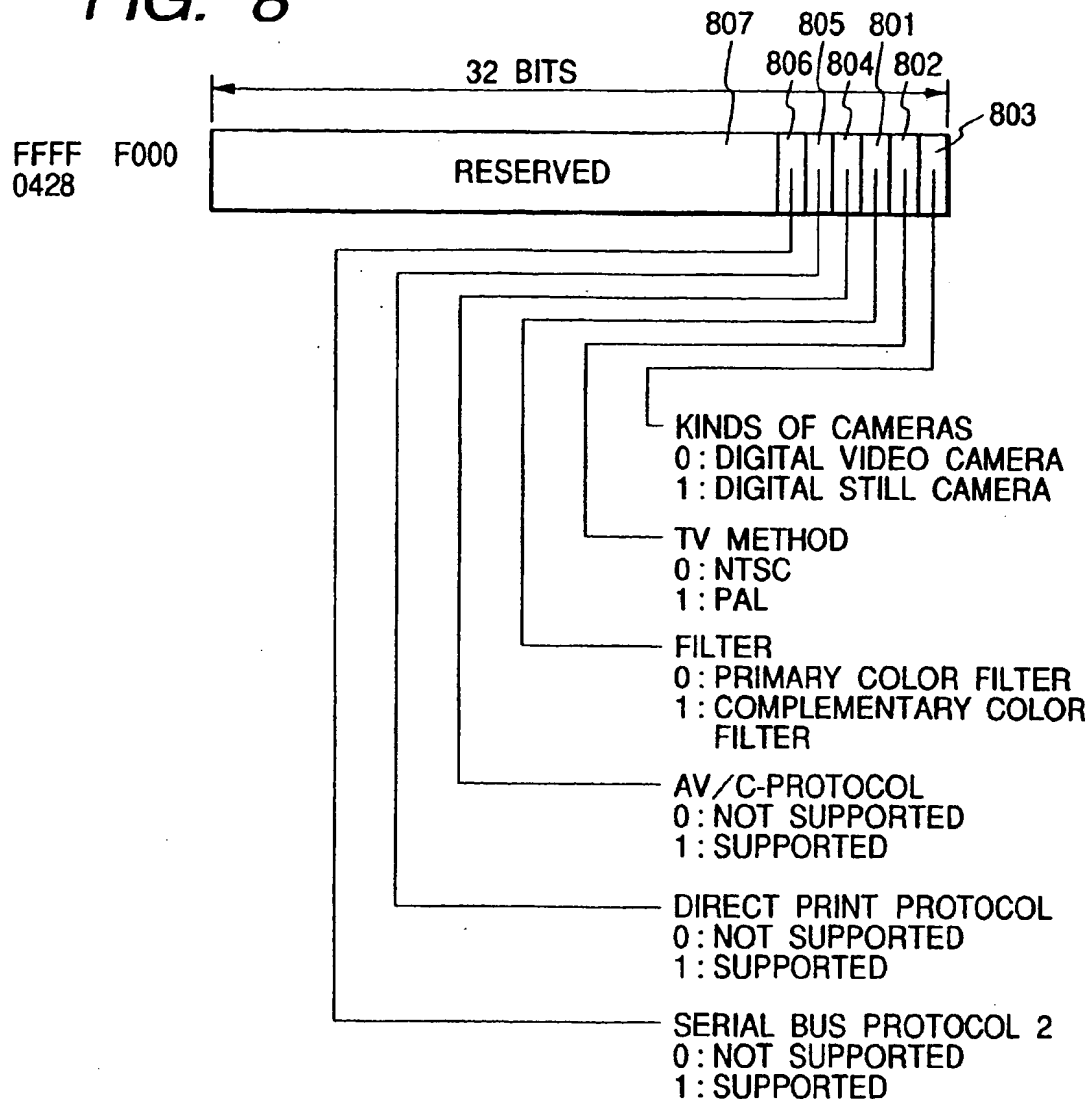 FIG. 8
807 805 801
806 804 802
803
32 BITS
FFFF F000
0428
RESERVED
KINDS OF CAMERAS
0 : DIGITAL VIDEO CAMERA
1 : DIGITAL STILL CAMERA
TV METHOD
0 : NTSC
1 : PAL
FILTER
0 : PRIMARY COLOR FILTER
1 : COMPLEMENTARY COLOR
FILTER
AV/C-PROTOCOL
0 : NOT SUPPORTED
1 : SUPPORTED
DIRECT PRINT PROTOCOL
0 : NOT SUPPORTED
1 : SUPPORTED
SERIAL BUS PROTOCOL 2
0 : NOT SUPPORTED
1 : SUPPORTED